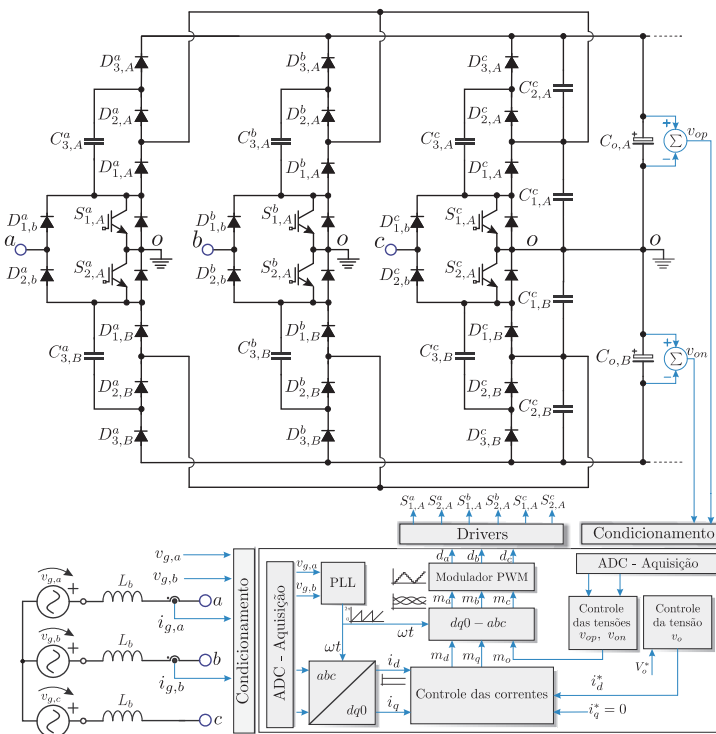 D^a_{3,A} D^b_{3,A} D^c_{3,A}
D^a_{2,A} D^b_{2,A} D^c_{2,A} C^c_{2,A}
C^a_{3,A} C^b_{3,A} C^c_{3,A} C_{o,A} + − Σ v_{op}
D^a_{1,A} D^b_{1,A} D^c_{1,A}
S^a_{1,A} S^b_{1,A} S^c_{1,A} C^c_{1,A}
D^a_{1,b} D^b_{1,b} D^c_{1,b}
a o b o c o o
D^a_{2,b} D^b_{2,b} D^c_{2,b}
S^a_{2,A} S^b_{2,A} S^c_{2,A}
C^c_{1,B}
D^a_{1,B} D^b_{1,B} D^c_{1,B}
C^a_{3,B} C^b_{3,B} C^c_{3,B} C_{o,B} + − Σ v_{on}
D^a_{2,B} D^b_{2,B} D^c_{2,B} C^c_{2,B}
D^a_{3,B} D^b_{3,B} D^c_{3,B}
S^a_{1,A} S^a_{2,A} S^b_{1,A} S^b_{2,A} S^c_{1,A} S^c_{2,A}
Drivers
Condicionamento
v_{g,a}
v_{g,b}
v_{g,a} + L_b a
i_{g,a}
v_{g,b} + L_b b
i_{g,b}
v_{g,c} + L_b c
Condicionamento
ADC - Aquisição
v_{g,a}
v_{g,b}
PLL
ωt
ωt
abc
dq0
i_d
i_q
d_a d_b d_c
Modulador PWM
m_a m_b m_c
dq0 − abc
m_d m_q m_o
Controle das correntes
ADC - Aquisição
Controle
das tensões
v_{op}, v_{on}
Controle
da tensão
v_o
V_o^*
i_d^*
i_q^* = 0